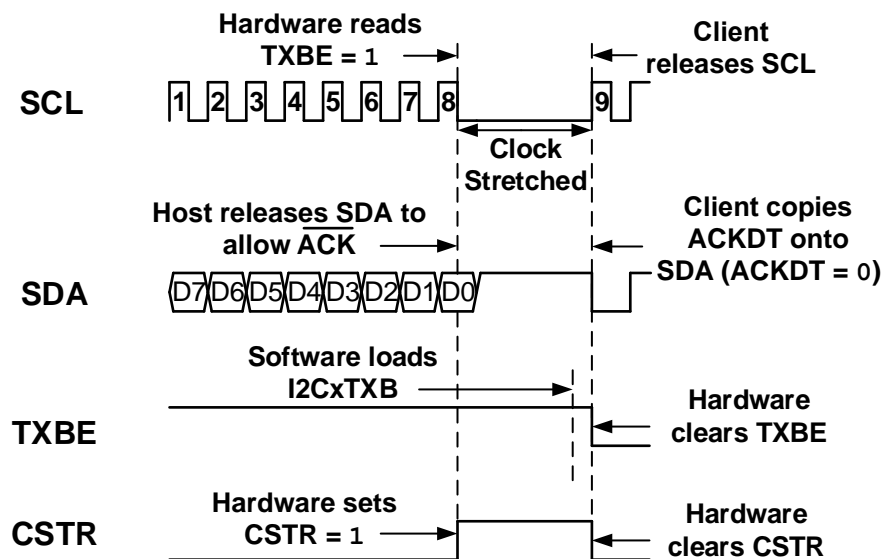 Hardware reads
TXBE = 1
Client
releases SCL
SCL
1 2 3 4 5 6 7 8 9
Clock
Stretched
Host releases SDA to
allow A̅C̅K̅
Client copies
ACKDT onto
SDA (ACKDT = 0)
SDA
D7 D6 D5 D4 D3 D2 D1 D0
Software loads
I2CxTXB
TXBE
Hardware
clears TXBE
Hardware sets
CSTR = 1
CSTR
Hardware
clears CSTR